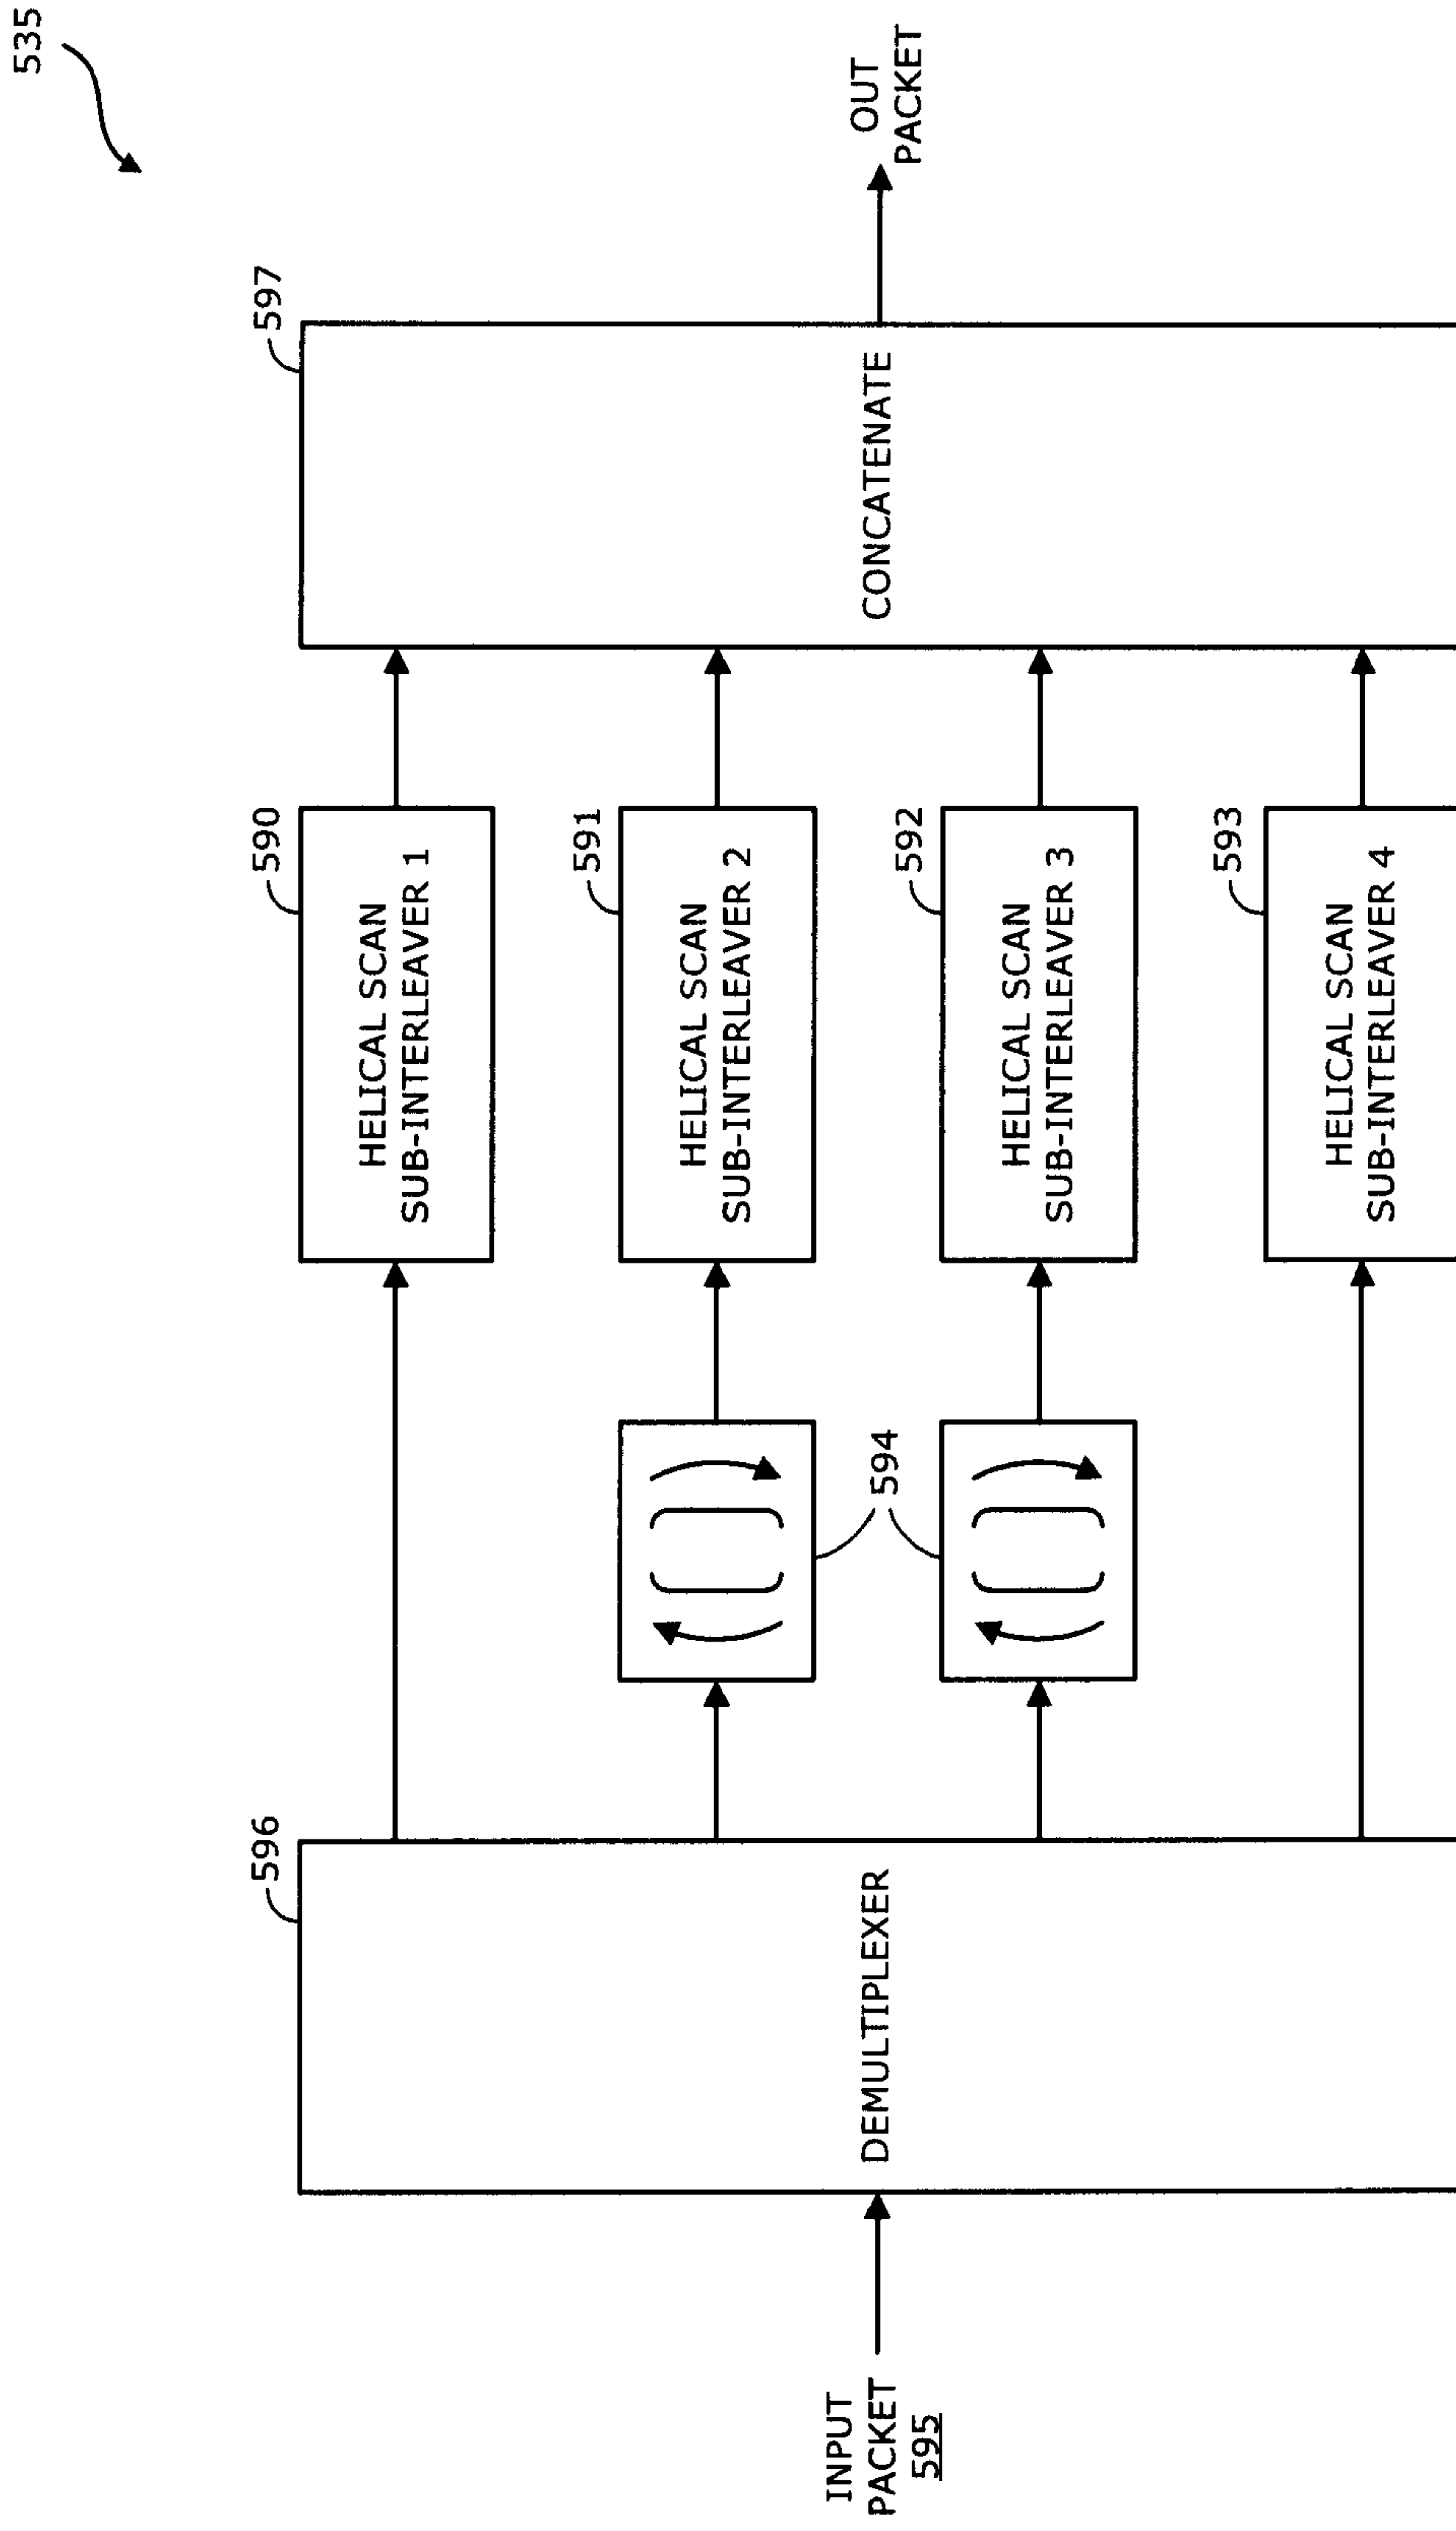 535
INPUT
PACKET
595
596
DEMULTIPLEXER
594
590
HELICAL SCAN
SUB-INTERLEAVER 1
591
HELICAL SCAN
SUB-INTERLEAVER 2
592
HELICAL SCAN
SUB-INTERLEAVER 3
593
HELICAL SCAN
SUB-INTERLEAVER 4
597
CONCATENATE
OUT
PACKET